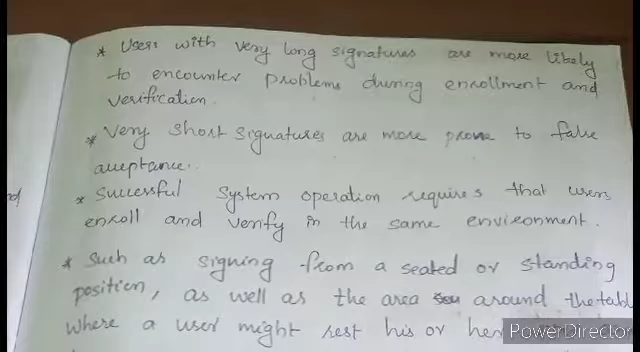 * Users with very long signatures are more likely
to encounter problems during enrollment and
verification.
* Very short signatures are more prone to false
acceptance.
* Successful system operation requires that users
enroll and verify in the same environment.
* Such as signing from a seated or standing
position, as well as the area around the table
where a user might rest his or her
PowerDirector